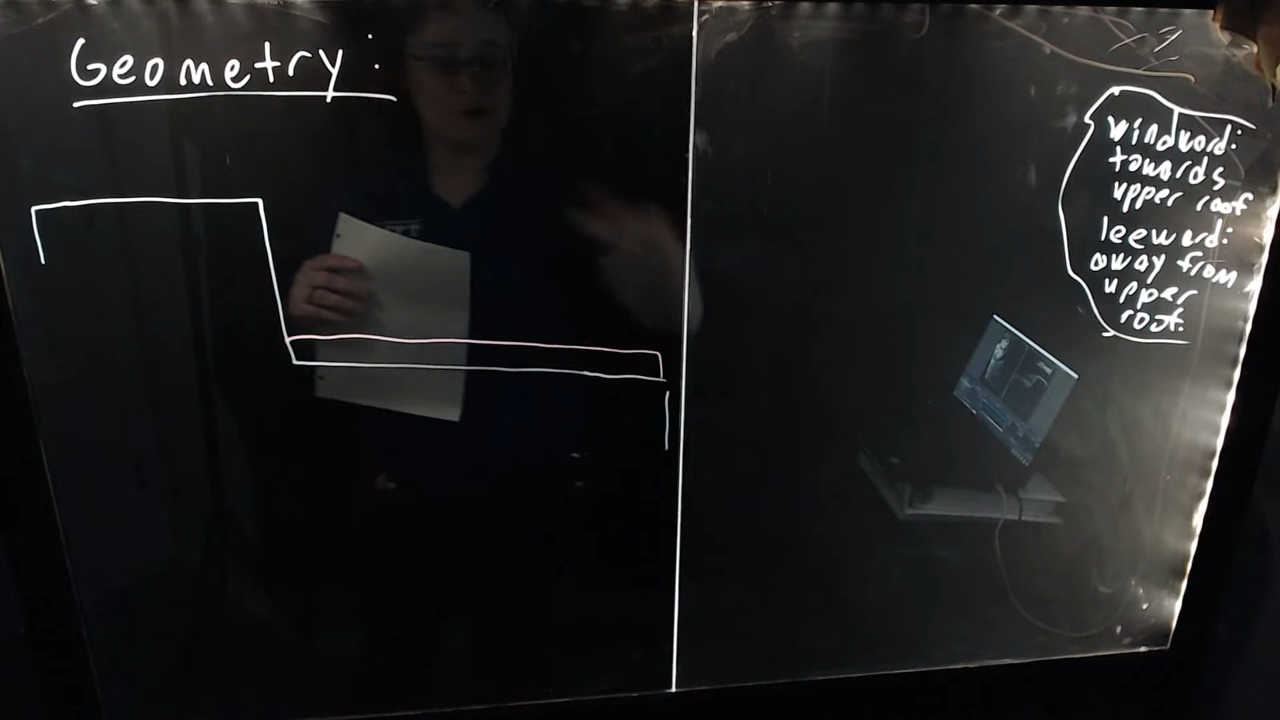 Geometry:
windward:
towards
upper roof
leeward:
away from
upper
roof.